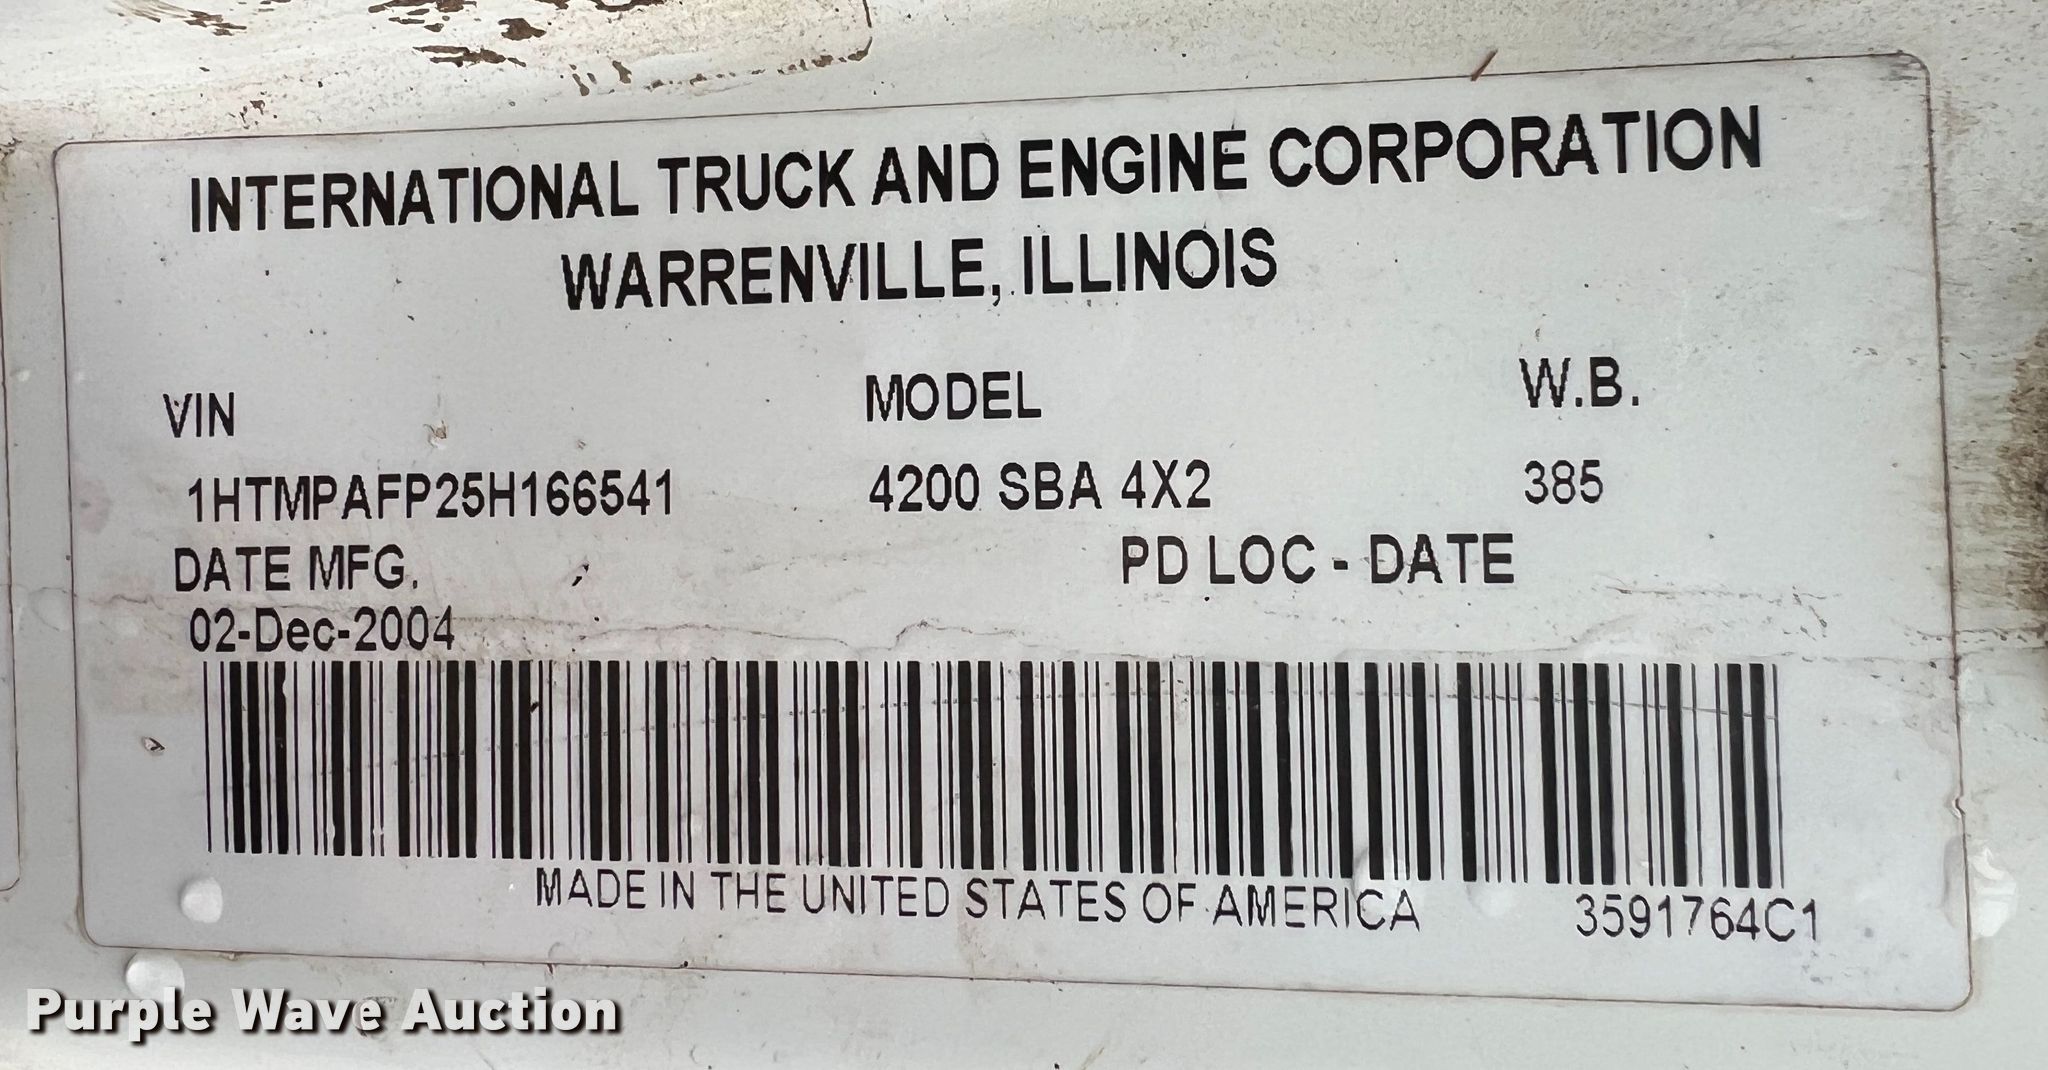 INTERNATIONAL TRUCK AND ENGINE CORPORATION
WARRENVILLE, ILLINOIS
VIN MODEL W.B.
1HTMPAFP25H166541 4200 SBA 4X2 385
DATE MFG. PD LOC - DATE
02-Dec-2004
MADE IN THE UNITED STATES OF AMERICA 3591764C1
Purple Wave Auction